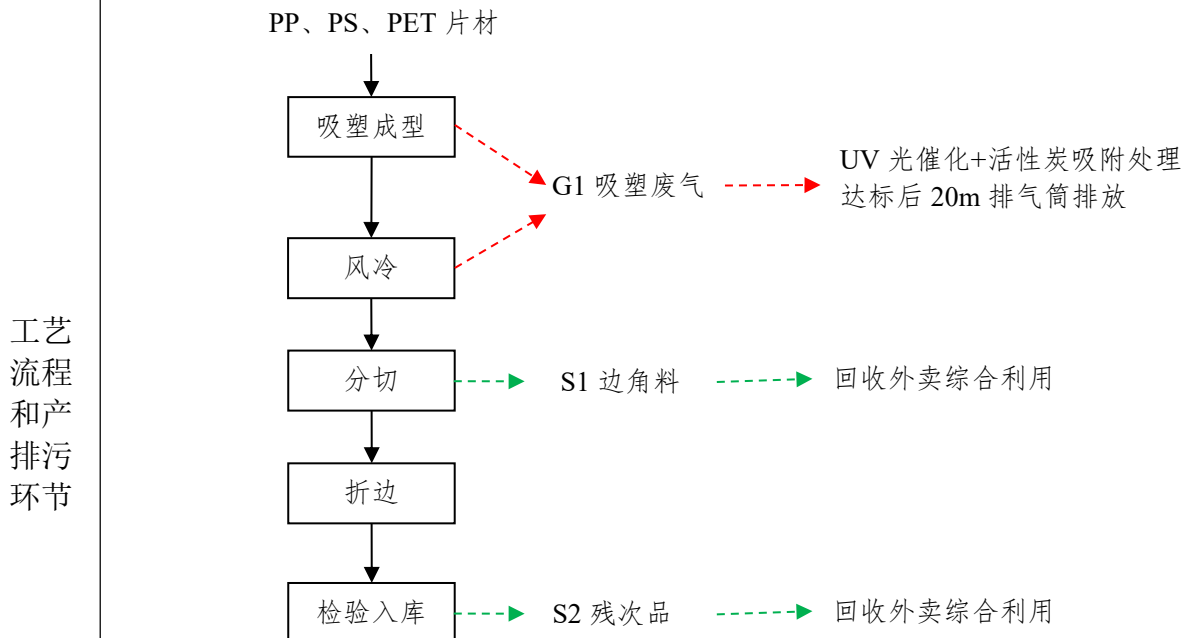 PP、PS、PET 片材
吸塑成型
G1 吸塑废气
UV 光催化+活性炭吸附处理
达标后 20m 排气筒排放
风冷
工艺
流程
和产
排污
环节
分切
S1 边角料
回收外卖综合利用
折边
检验入库
S2 残次品
回收外卖综合利用